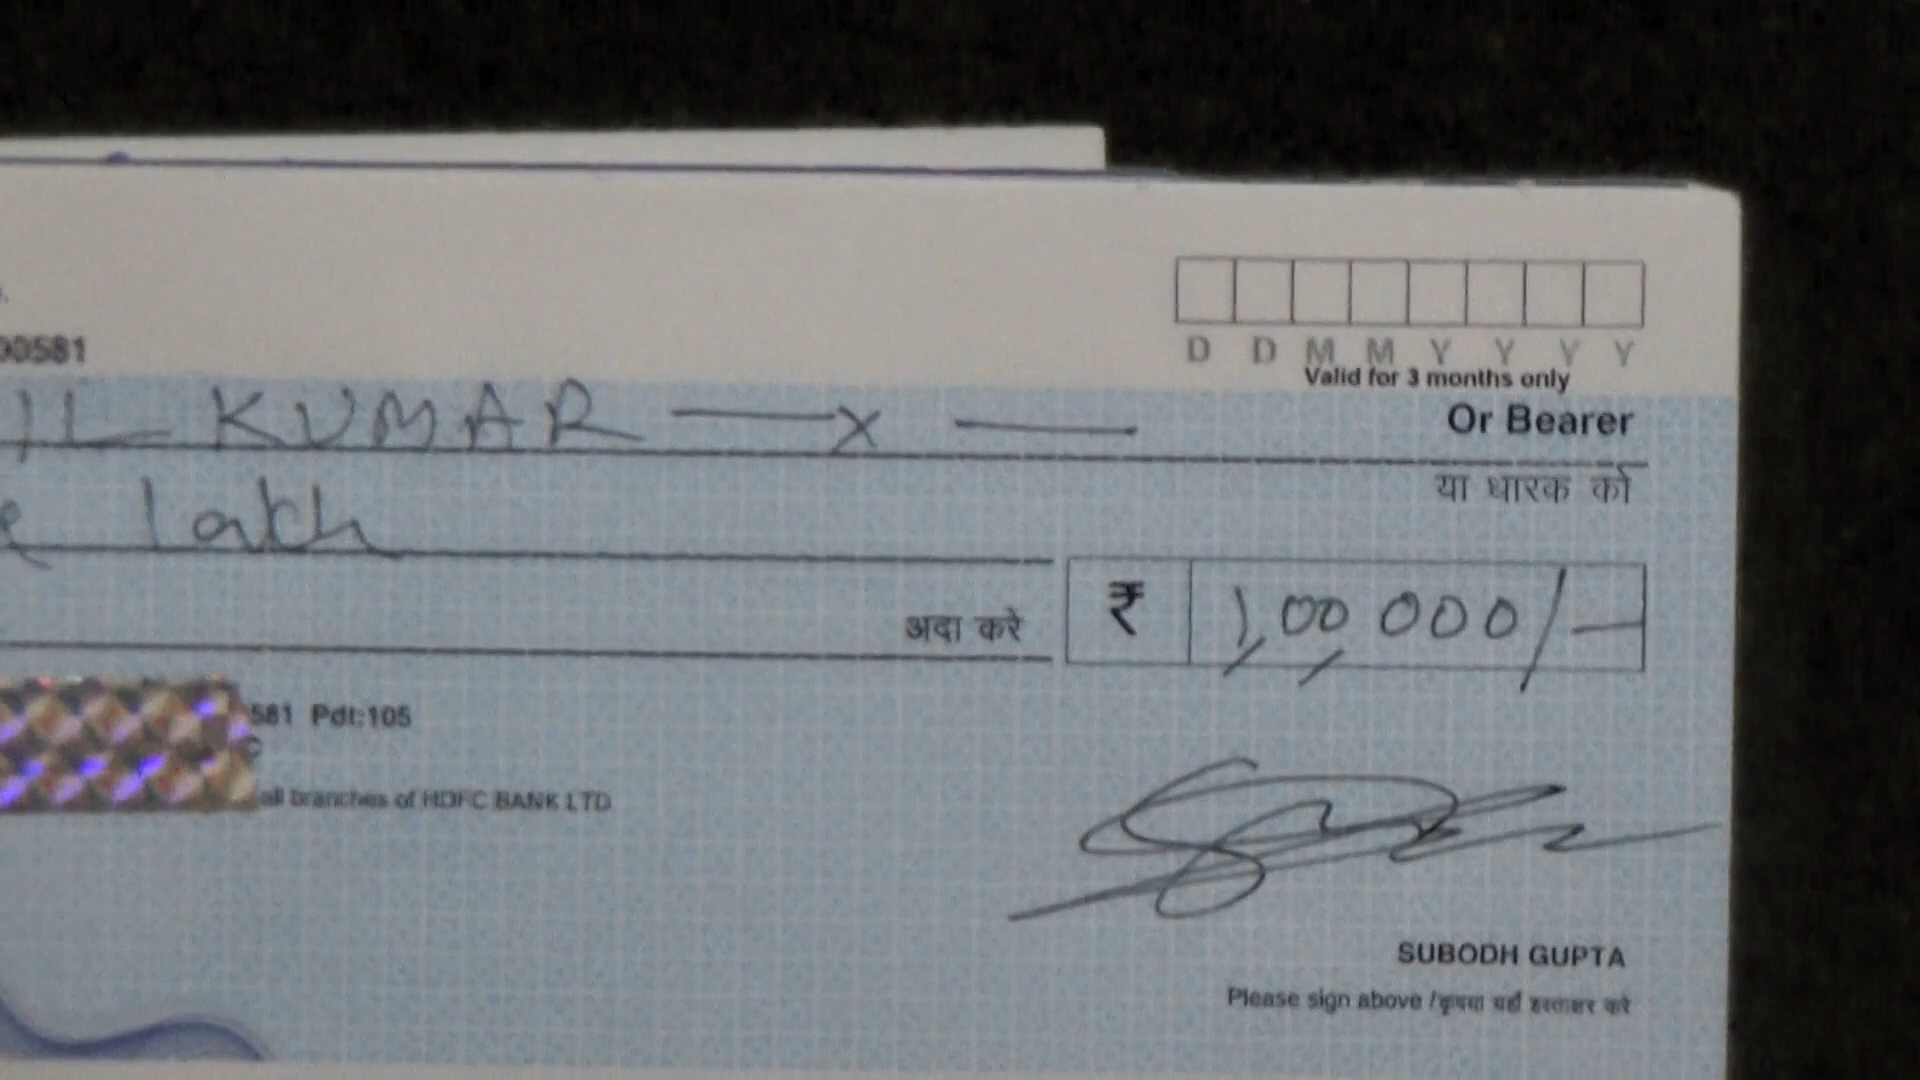 00581
D D M M Y Y Y Y
Valid for 3 months only
IL KUMAR —x—
Or Bearer
या धारक को
e lakh
अदा करे
₹ 1,00,000/-
581 Pdt:105
all branches of HDFC BANK LTD
SUBODH GUPTA
Please sign above / कृपया यहाँ हस्ताक्षर करे